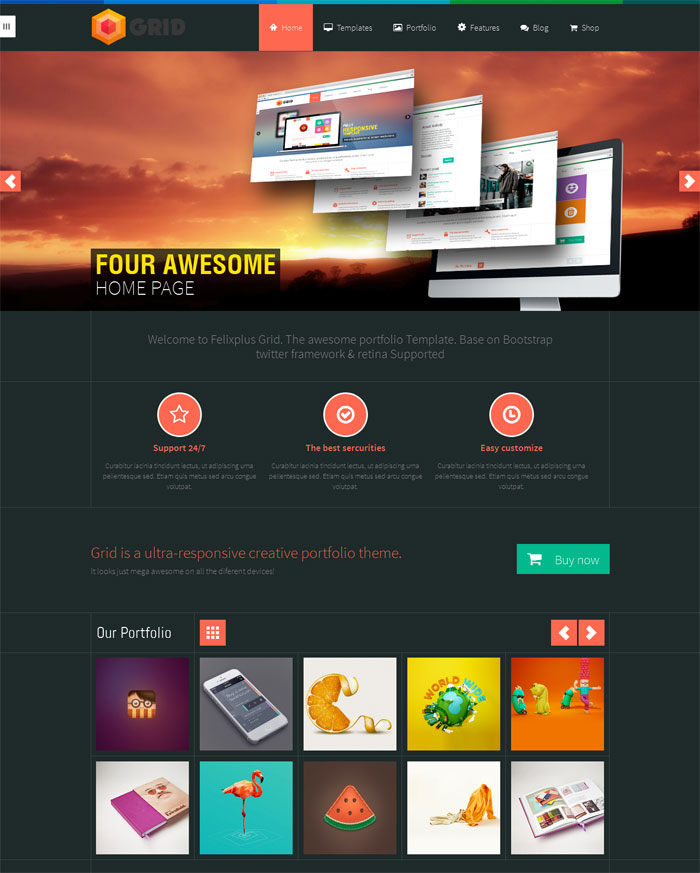 GRID
Home Templates Portfolio Features Blog Shop
GRID
FOUR AWESOME
HOME PAGE
Welcome to Felixplus Grid. The awesome portfolio Template. Base on Bootstrap
twitter framework & retina Supported
Support 24/7
Curabitur lacinia tincidunt lectus, ut adipiscing urna
pellentesque sed. Etiam quis metus sed artcu congue
volutpat.
The best sercurities
Curabitur lacinia tincidunt lectus, ut adipiscing urna
pellentesque sed. Etiam quis metus sed artcu congue
volutpat.
Easy customize
Curabitur lacinia tincidunt lectus, ut adipiscing urna
pellentesque sed. Etiam quis metus sed artcu congue
volutpat.
Grid is a ultra-responsive creative portfolio theme.
It looks just mega awesome on all the diferent devices!
Buy now
Our Portfolio
WORLD WIDE